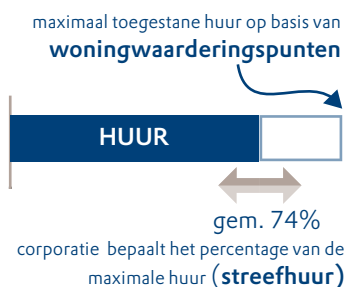 maximaal toegestane huur op basis van
woningwaarderingspunten
HUUR
gem. 74%
corporatie bepaalt het percentage van de
maximale huur (streefhuur)